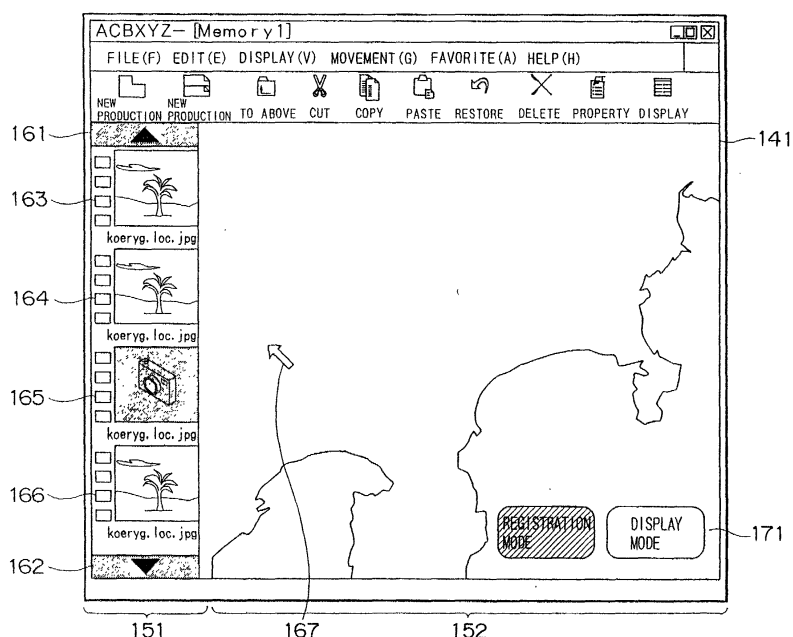 ACBXYZ–[Memory1]
FILE(F) EDIT(E) DISPLAY(V) MOVEMENT(G) FAVORITE(A) HELP(H)
NEW PRODUCTION
NEW PRODUCTION
TO ABOVE
CUT
COPY
PASTE
RESTORE
DELETE
PROPERTY
DISPLAY
161
141
163
koeryg.loc.jpg
164
koeryg.loc.jpg
165
koeryg.loc.jpg
166
koeryg.loc.jpg
REGISTRATION
MODE
DISPLAY
MODE
171
162
151
167
152